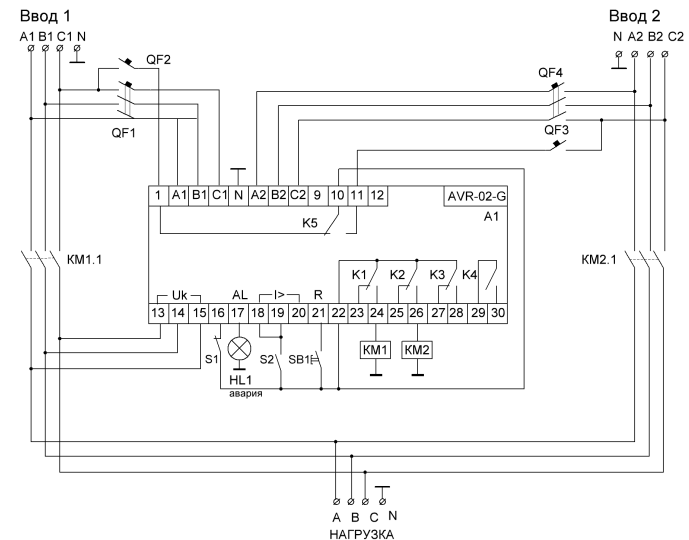 Ввод 1
Ввод 2
A1 B1 C1 N
N A2 B2 C2
QF2
QF4
QF1
QF3
1 A1 B1 C1 N A2 B2 C2 9 10 11 12
AVR-02-G
A1
K5
KM1.1
KM2.1
K1 K2 K3 K4
Uk AL I> R
13 14 15 16 17 18 19 20 21 22 23 24 25 26 27 28 29 30
S1
HL1
авария
S2
SB1
KM1
KM2
A B C N
НАГРУЗКА